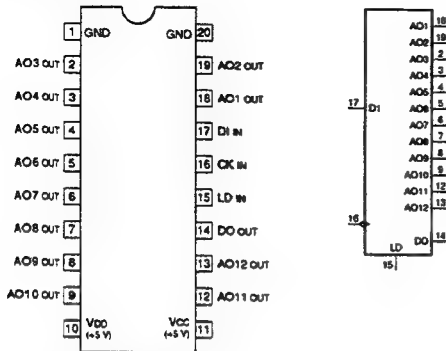 1 GND GND 20
AO3 OUT 2 19 AO2 OUT
AO4 OUT 3 18 AO1 OUT
AO5 OUT 4 17 DI IN
AO6 OUT 5 16 CK IN
AO7 OUT 6 15 LD IN
AO8 OUT 7 14 DO OUT
AO9 OUT 8 13 AO12 OUT
AO10 OUT 9 12 AO11 OUT
10 VDD VCC 11
(+5 V) (+5 V)
AO1 18
AO2 19
AO3 2
AO4 3
AO5 4
17 DI AO6 5
AO7 6
AO8 7
AO9 8
AO10 9
AO11 12
AO12 13
16
DO 14
LD
15